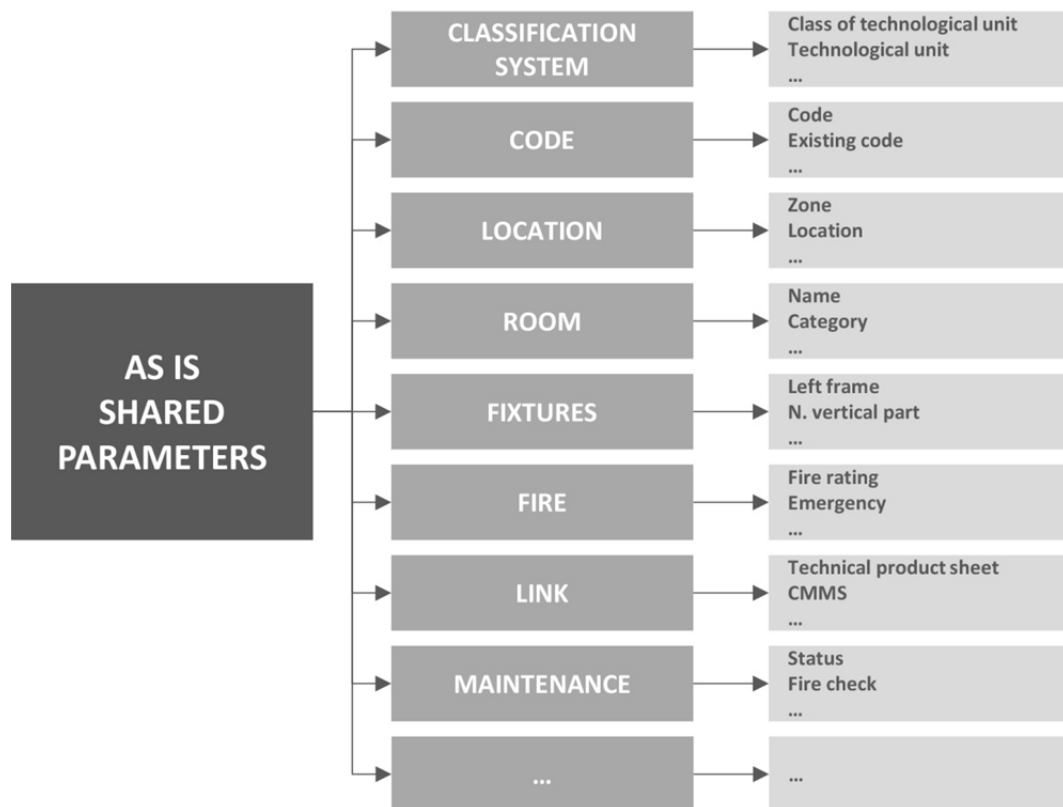 AS IS
SHARED
PARAMETERS
CLASSIFICATION
SYSTEM
Class of technological unit
Technological unit
...
CODE
Code
Existing code
...
LOCATION
Zone
Location
...
ROOM
Name
Category
...
FIXTURES
Left frame
N. vertical part
...
FIRE
Fire rating
Emergency
...
LINK
Technical product sheet
CMMS
...
MAINTENANCE
Status
Fire check
...
...
...